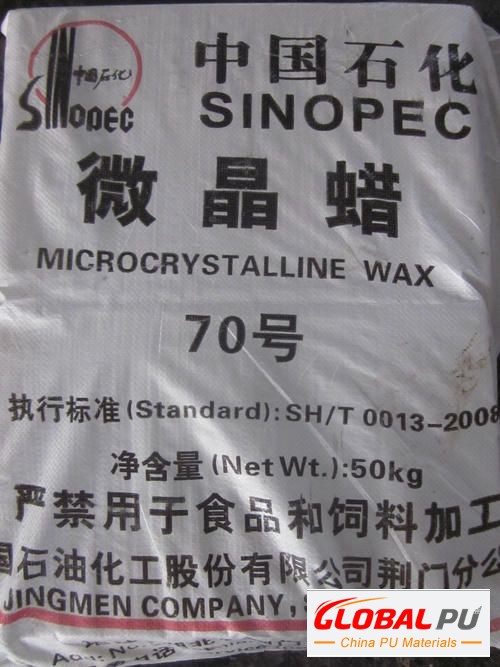 中国石化
SINOPEC
中国石化
SINOPEC
微晶蜡
MICROCRYSTALLINE WAX
70号
执行标准(Standard):SH/T 0013-2008
净含量(Net Wt.):50kg
严禁用于食品和饲料加工
国石油化工股份有限公司荆门分公
JINGMEN COMPANY, S
GLOBAL PU
China PU Materials